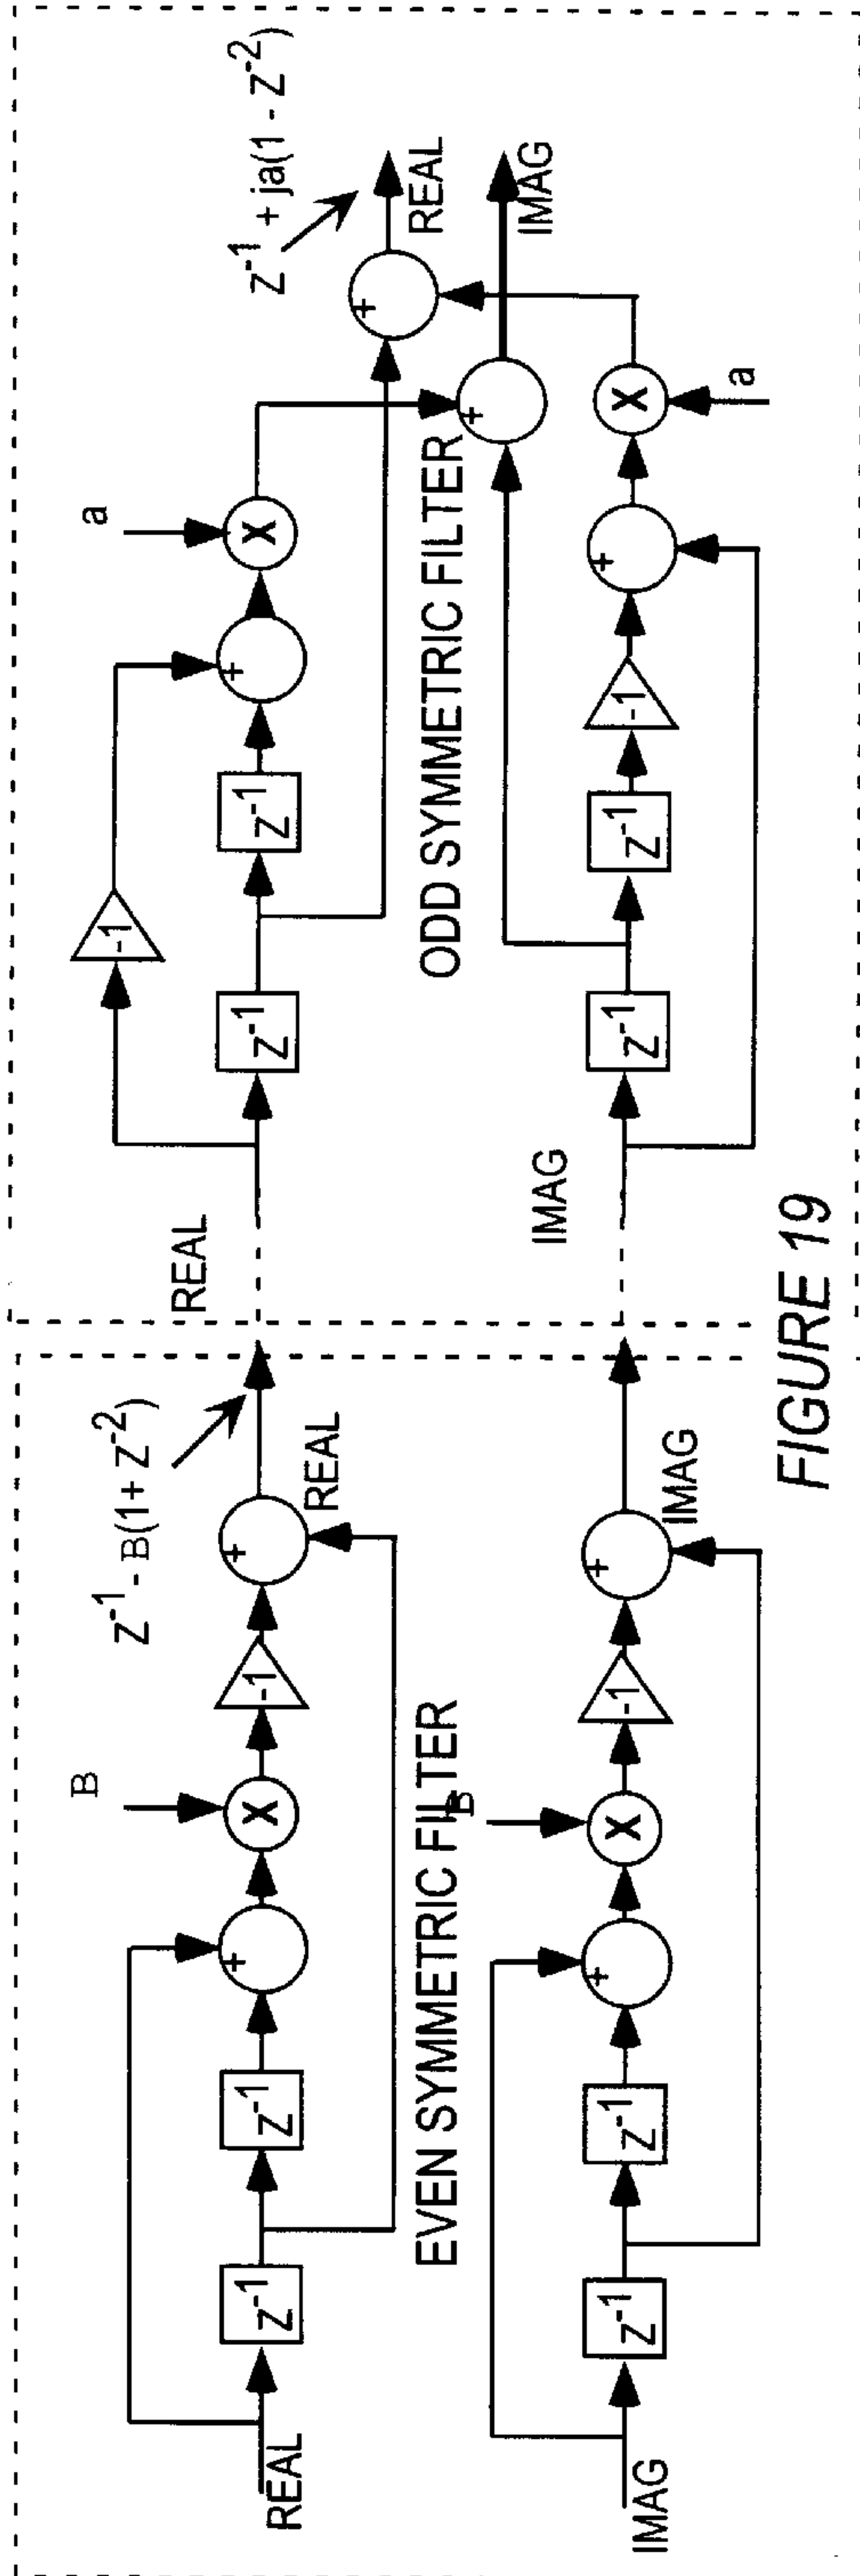 REAL
z⁻¹
z⁻¹
+
B
X
-1
+
REAL
Z⁻¹ - B(1+ Z⁻²)
EVEN SYMMETRIC FILTER
IMAG
z⁻¹
z⁻¹
+
B
X
-1
+
IMAG
REAL
-1
z⁻¹
z⁻¹
+
a
X
+
REAL
Z⁻¹ + ja(1 - Z⁻²)
ODD SYMMETRIC FILTER
+
IMAG
IMAG
z⁻¹
z⁻¹
-1
+
X
a
FIGURE 19